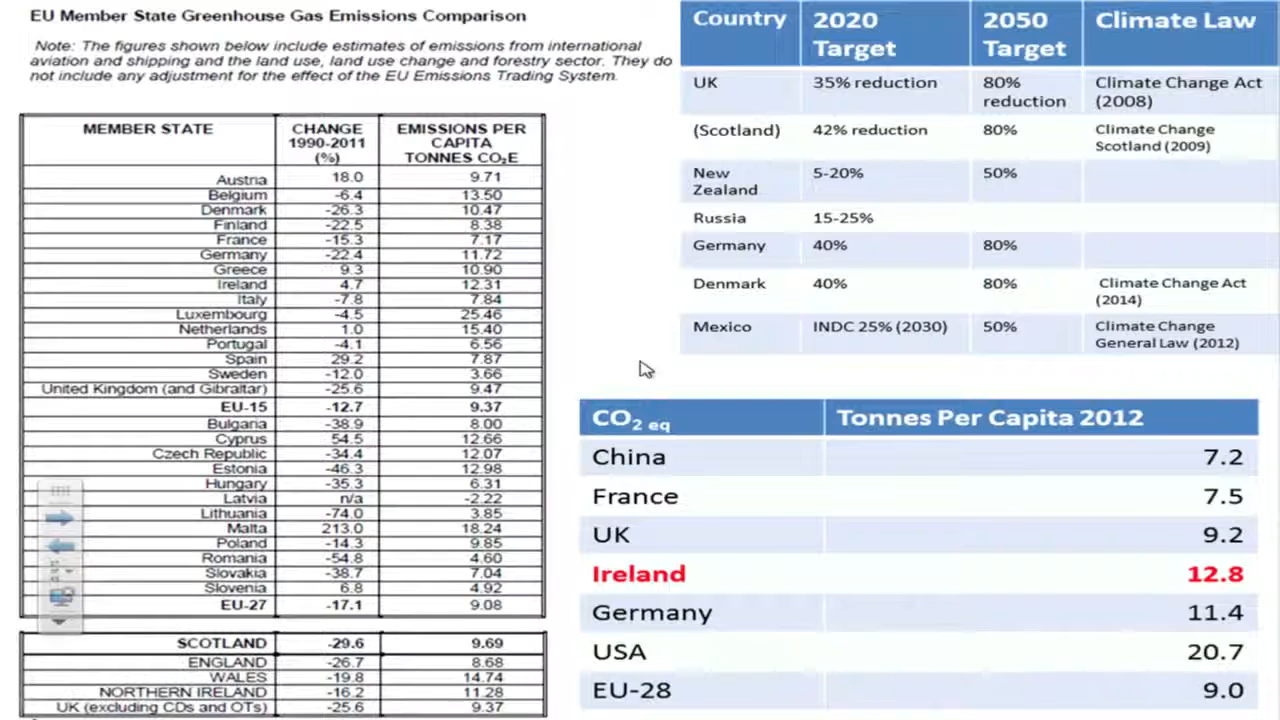 EU Member State Greenhouse Gas Emissions Comparison
Note: The figures shown below include estimates of emissions from international
aviation and shipping and the land use, land use change and forestry sector. They do
not include any adjustment for the effect of the EU Emissions Trading System.
MEMBER STATE CHANGE 1990-2011 (%) EMISSIONS PER CAPITA TONNES CO₂E
Austria 18.0 9.71
Belgium -6.4 13.50
Denmark -26.3 10.47
Finland -22.5 8.38
France -15.3 7.17
Germany -22.4 11.72
Greece 9.3 10.90
Ireland 4.7 12.31
Italy -7.8 7.84
Luxembourg -4.5 25.46
Netherlands 1.0 15.40
Portugal -4.1 6.56
Spain 29.2 7.87
Sweden -12.0 3.66
United Kingdom (and Gibraltar) -25.6 9.47
EU-15 -12.7 9.37
Bulgaria -38.9 8.00
Cyprus 54.5 12.66
Czech Republic -34.4 12.07
Estonia -46.3 12.98
Hungary -35.3 6.31
Latvia n/a -2.22
Lithuania -74.0 3.85
Malta 213.0 18.24
Poland -14.3 9.85
Romania -54.8 4.60
Slovakia -38.7 7.04
Slovenia 6.8 4.92
EU-27 -17.1 9.08
SCOTLAND -29.6 9.69
ENGLAND -26.7 8.68
WALES -19.8 14.74
NORTHERN IRELAND -16.2 11.28
UK (excluding CDs and OTs) -25.6 9.37
Country 2020 Target 2050 Target Climate Law
UK 35% reduction 80% reduction Climate Change Act (2008)
(Scotland) 42% reduction 80% Climate Change Scotland (2009)
New Zealand 5-20% 50%
Russia 15-25%
Germany 40% 80%
Denmark 40% 80% Climate Change Act (2014)
Mexico INDC 25% (2030) 50% Climate Change General Law (2012)
CO₂ eq Tonnes Per Capita 2012
China 7.2
France 7.5
UK 9.2
Ireland 12.8
Germany 11.4
USA 20.7
EU-28 9.0